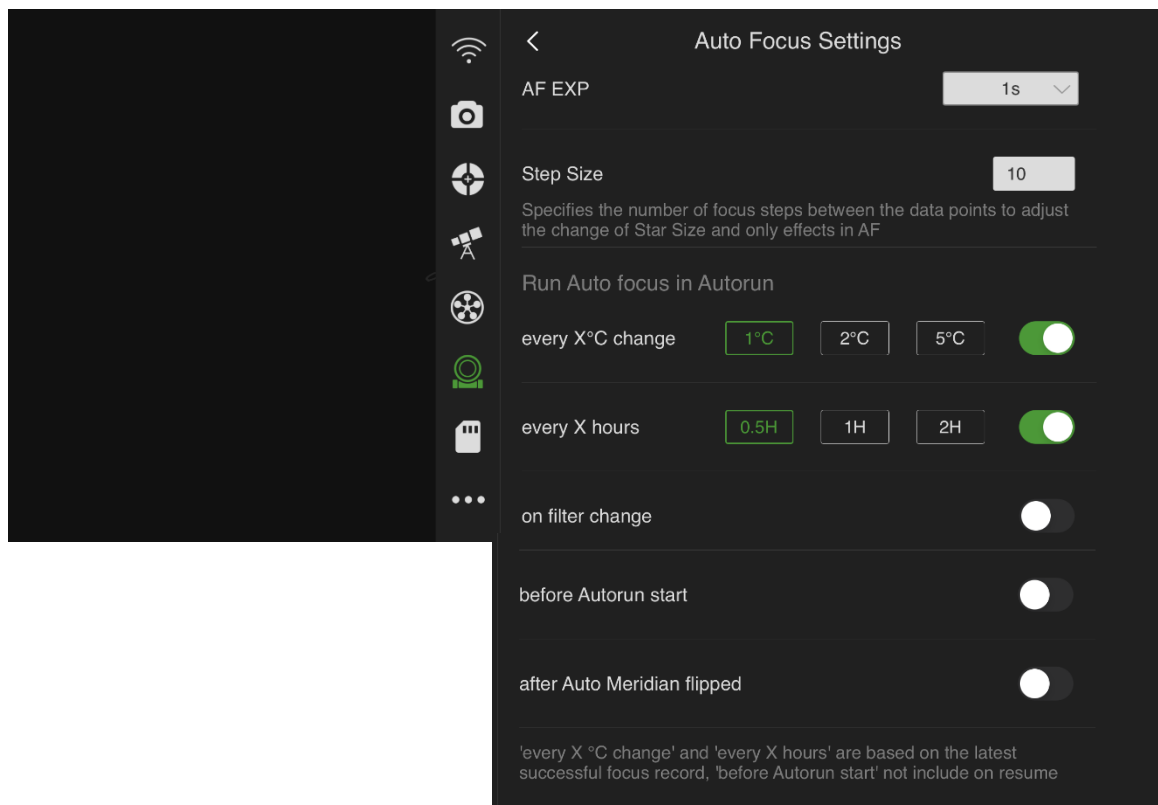 Auto Focus Settings
AF EXP
1s
Step Size
10
Specifies the number of focus steps between the data points to adjust
the change of Star Size and only effects in AF
Run Auto focus in Autorun
every X°C change 1°C 2°C 5°C
every X hours 0.5H 1H 2H
on filter change
before Autorun start
after Auto Meridian flipped
'every X °C change' and 'every X hours' are based on the latest
successful focus record, 'before Autorun start' not include on resume